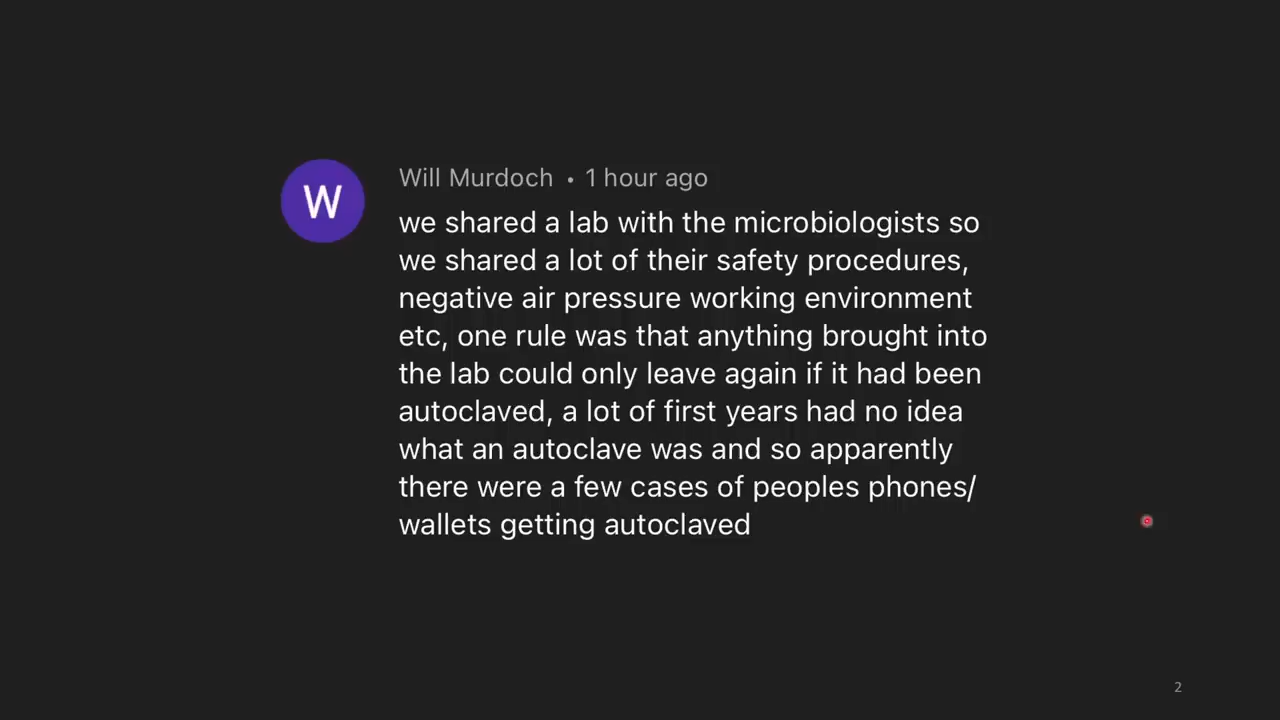 W
Will Murdoch • 1 hour ago
we shared a lab with the microbiologists so
we shared a lot of their safety procedures,
negative air pressure working environment
etc, one rule was that anything brought into
the lab could only leave again if it had been
autoclaved, a lot of first years had no idea
what an autoclave was and so apparently
there were a few cases of peoples phones/
wallets getting autoclaved
2